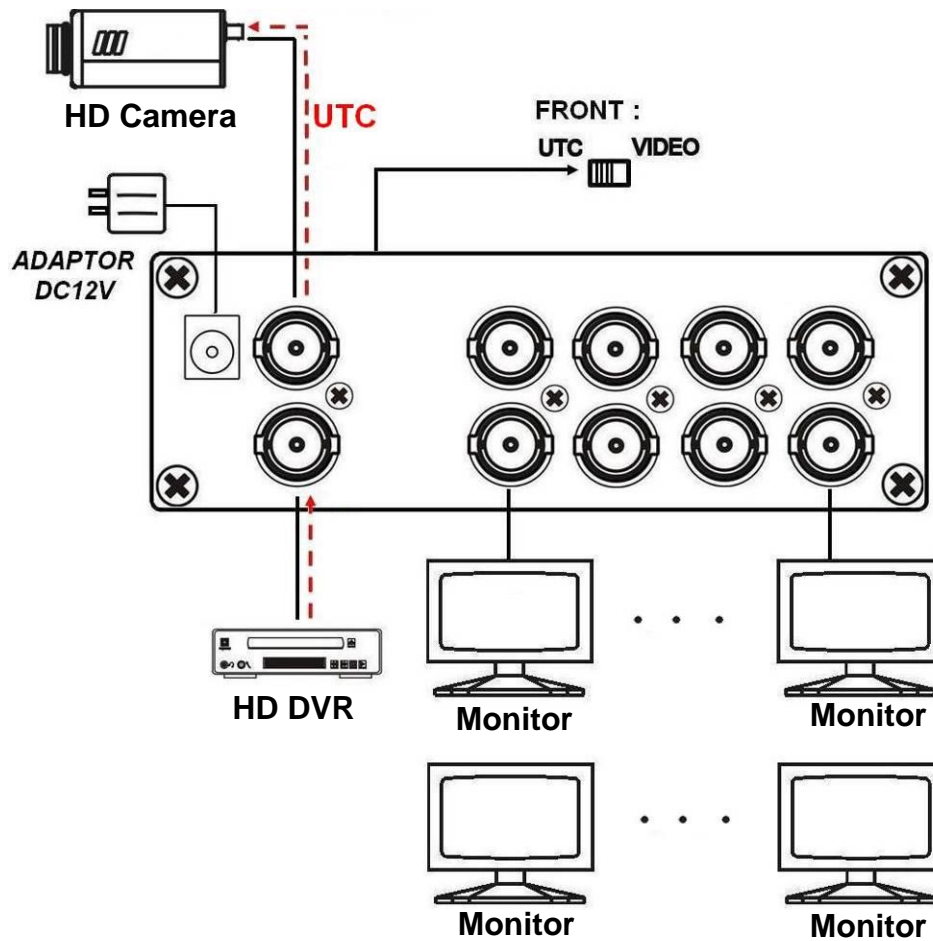 HD Camera
UTC
FRONT :
UTC VIDEO
ADAPTOR
DC12V
HD DVR
Monitor
Monitor
Monitor
Monitor